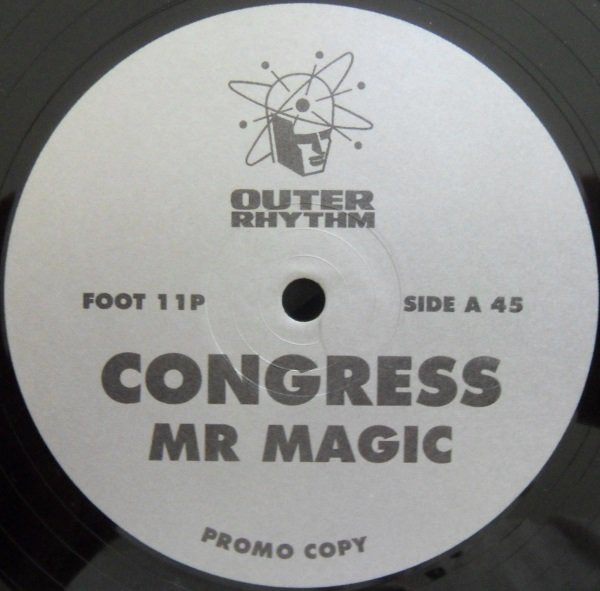 OUTER
RHYTHM
FOOT 11P
SIDE A 45
CONGRESS
MR MAGIC
PROMO COPY